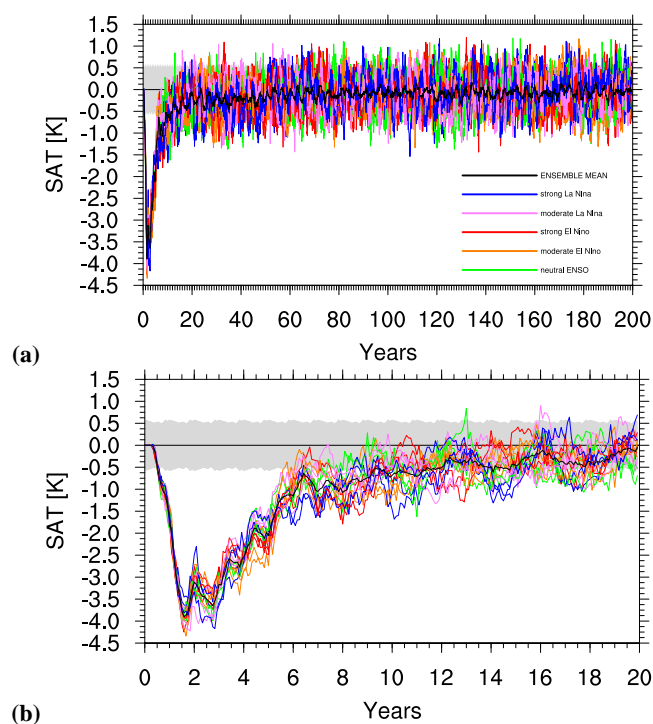 1.5
1.0
0.5
0.0
-0.5
-1.0
-1.5
-2.0
-2.5
-3.0
-3.5
-4.0
-4.5
SAT [K]
ENSEMBLE MEAN
strong La Nina
moderate La Nina
strong El Nino
moderate El Nino
neutral ENSO
0 20 40 60 80 100 120 140 160 180 200
Years
(a)
1.5
1.0
0.5
0.0
-0.5
-1.0
-1.5
-2.0
-2.5
-3.0
-3.5
-4.0
-4.5
SAT [K]
0 2 4 6 8 10 12 14 16 18 20
Years
(b)